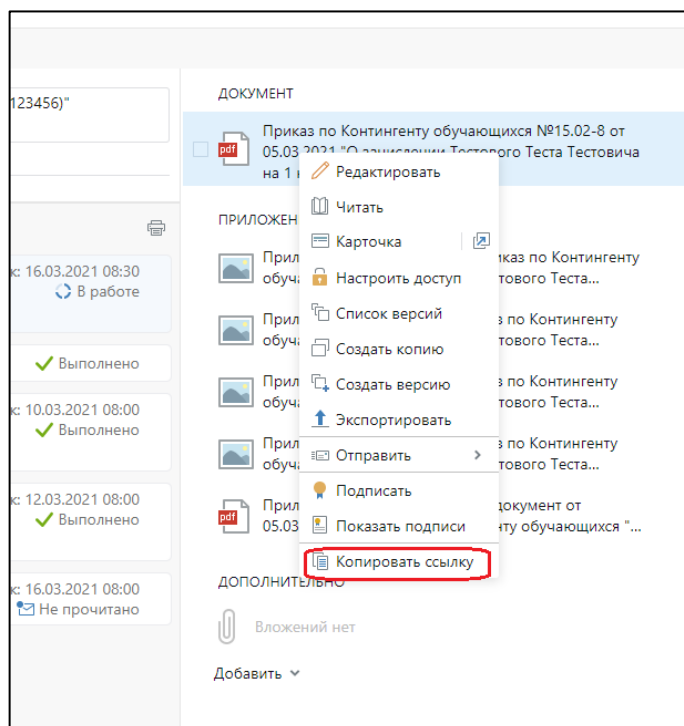 123456)"
к: 16.03.2021 08:30
В работе
Выполнено
к: 10.03.2021 08:00
Выполнено
к: 12.03.2021 08:00
Выполнено
к: 16.03.2021 08:00
Не прочитано
ДОКУМЕНТ
pdf
Приказ по Контингенту обучающихся №15.02-8 от
05.03.2021 "О зачислении Тестового Теста Тестовича
на 1
ПРИЛОЖЕН
Прил иказ по Контингенту
обуча тового Теста...
Прил з по Контингенту
обуча тового Теста...
Прил з по Контингенту
обуча тового Теста...
Прил з по Контингенту
обуча тового Теста...
pdf
Прил документ от
05.03 нту обучающихся "...
Редактировать
Читать
Карточка
Настроить доступ
Список версий
Создать копию
Создать версию
Экспортировать
Отправить
Подписать
Показать подписи
Копировать ссылку
ДОПОЛНИТЕЛЬНО
Вложений нет
Добавить